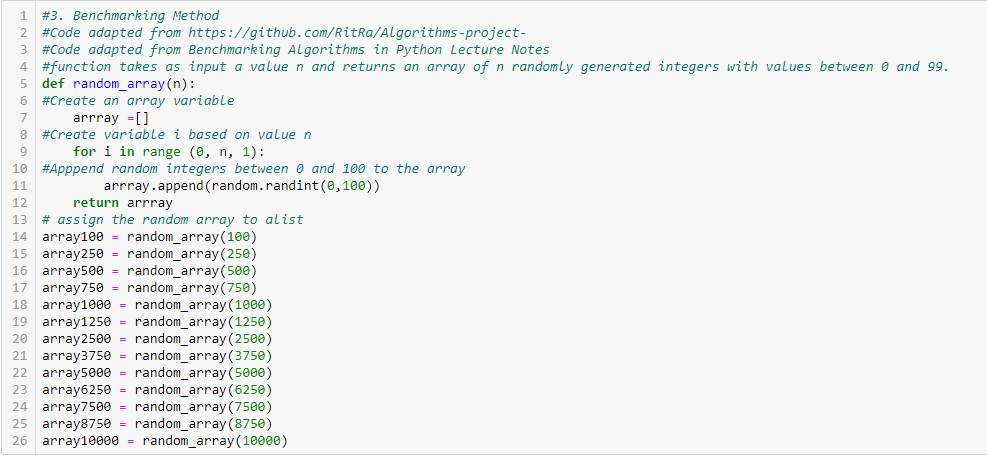 1 #3. Benchmarking Method
2 #Code adapted from https://github.com/RitRa/Algorithms-project-
3 #Code adapted from Benchmarking Algorithms in Python Lecture Notes
4 #function takes as input a value n and returns an array of n randomly generated integers with values between 0 and 99.
5 def random_array(n):
6 #Create an array variable
7     arrray =[]
8 #Create variable i based on value n
9     for i in range (0, n, 1):
10 #Apppend random integers between 0 and 100 to the array
11         arrray.append(random.randint(0,100))
12     return arrray
13 # assign the random array to alist
14 array100 = random_array(100)
15 array250 = random_array(250)
16 array500 = random_array(500)
17 array750 = random_array(750)
18 array1000 = random_array(1000)
19 array1250 = random_array(1250)
20 array2500 = random_array(2500)
21 array3750 = random_array(3750)
22 array5000 = random_array(5000)
23 array6250 = random_array(6250)
24 array7500 = random_array(7500)
25 array8750 = random_array(8750)
26 array10000 = random_array(10000)